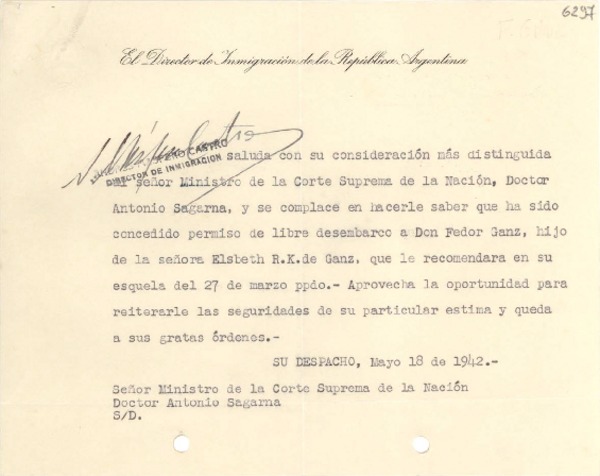 6297
El Director de Inmigración de la República Argentina
CASTRO
DIRECTOR DE INMIGRACION
saluda con su consideración más distinguida
al señor Ministro de la Corte Suprema de la Nación, Doctor
Antonio Sagarna, y se complace en hacerle saber que ha sido
concedido permiso de libre desembarco a Don Fedor Ganz, hijo
de la señora Elsbeth R.K.de Ganz, que le recomendara en su
esquela del 27 de marzo ppdo.- Aprovecha la oportunidad para
reiterarle las seguridades de su particular estima y queda
a sus gratas órdenes.-
SU DESPACHO, Mayo 18 de 1942.-
Señor Ministro de la Corte Suprema de la Nación
Doctor Antonio Sagarna
S/D.